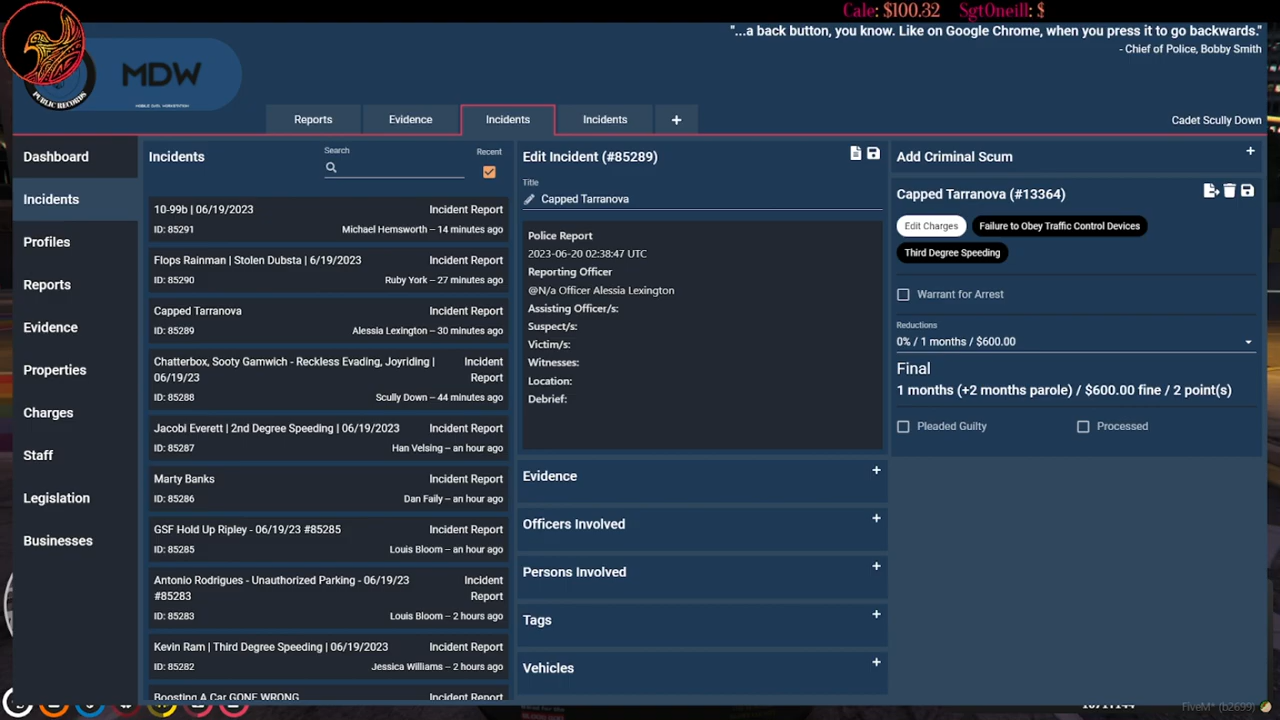 Cale: $100.32 SgtOneill: $
"...a back button, you know. Like on Google Chrome, when you press it to go backwards."
- Chief of Police, Bobby Smith
MDW
PUBLIC RECORDS
Reports
Evidence
Incidents
Incidents
+
Cadet Scully Down
Dashboard
Incidents
Profiles
Reports
Evidence
Properties
Charges
Staff
Legislation
Businesses
Incidents
Search
Recent
10-99b | 06/19/2023 Incident Report
ID: 85291 Michael Hemsworth – 14 minutes ago
Flops Rainman | Stolen Dubsta | 6/19/2023 Incident Report
ID: 85290 Ruby York – 27 minutes ago
Capped Tarranova Incident Report
ID: 85289 Alessia Lexington – 30 minutes ago
Chatterbox, Sooty Gamwich - Reckless Evading, Joyriding | Incident
06/19/23 Report
ID: 85288 Scully Down – 44 minutes ago
Jacobi Everett | 2nd Degree Speeding | 06/19/2023 Incident Report
ID: 85287 Han Velsing – an hour ago
Marty Banks Incident Report
ID: 85286 Dan Faily – an hour ago
GSF Hold Up Ripley - 06/19/23 #85285 Incident Report
ID: 85285 Louis Bloom – an hour ago
Antonio Rodrigues - Unauthorized Parking - 06/19/23 Incident
#85283 Report
ID: 85283 Louis Bloom – 2 hours ago
Kevin Ram | Third Degree Speeding | 06/19/2023 Incident Report
ID: 85282 Jessica Williams – 2 hours ago
Boosting A Car GONE WRONG Incident Report
Edit Incident (#85289)
Title
Capped Tarranova
Police Report
2023-06-20 02:38:47 UTC
Reporting Officer
@N/a Officer Alessia Lexington
Assisting Officer/s:
Suspect/s:
Victim/s:
Witnesses:
Location:
Debrief:
Evidence +
Officers Involved +
Persons Involved +
Tags +
Vehicles +
Add Criminal Scum +
Capped Tarranova (#13364)
Edit Charges
Failure to Obey Traffic Control Devices
Third Degree Speeding
Warrant for Arrest
Reductions
0% / 1 months / $600.00
Final
1 months (+2 months parole) / $600.00 fine / 2 point(s)
Pleaded Guilty
Processed
FiveM* (b2699)